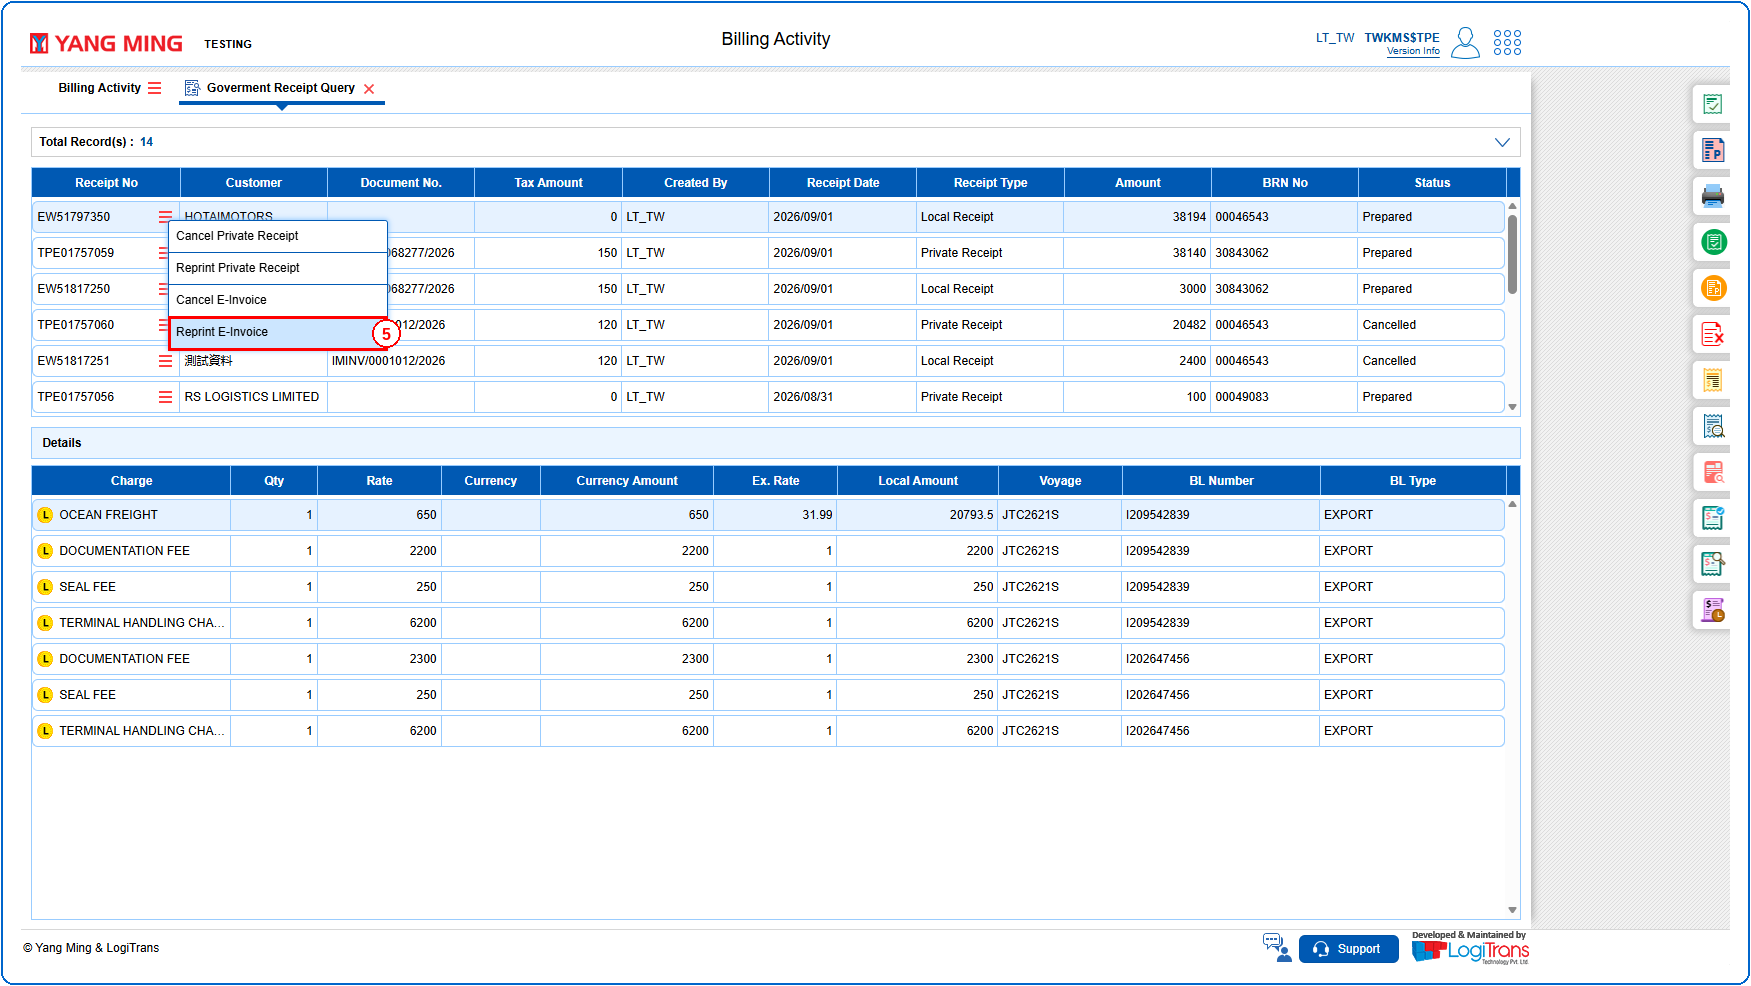 YANG MING TESTING
Billing Activity
LT_TW TWKMS$TPE
Version Info
Billing Activity Goverment Receipt Query
Total Record(s) : 14
Receipt No Customer Document No. Tax Amount Created By Receipt Date Receipt Type Amount BRN No Status
EW51797350 HOTAIMOTORS 0 LT_TW 2026/09/01 Local Receipt 38194 00046543 Prepared
Cancel Private Receipt
TPE01757059 068277/2026 150 LT_TW 2026/09/01 Private Receipt 38140 30843062 Prepared
Reprint Private Receipt
EW51817250 068277/2026 150 LT_TW 2026/09/01 Local Receipt 3000 30843062 Prepared
Cancel E-Invoice
TPE01757060 012/2026 120 LT_TW 2026/09/01 Private Receipt 20482 00046543 Cancelled
Reprint E-Invoice 5
EW51817251 測試資料 IMINV/0001012/2026 120 LT_TW 2026/09/01 Local Receipt 2400 00046543 Cancelled
TPE01757056 RS LOGISTICS LIMITED 0 LT_TW 2026/08/31 Private Receipt 100 00049083 Prepared
Details
Charge Qty Rate Currency Currency Amount Ex. Rate Local Amount Voyage BL Number BL Type
L OCEAN FREIGHT 1 650 650 31.99 20793.5 JTC2621S I209542839 EXPORT
L DOCUMENTATION FEE 1 2200 2200 1 2200 JTC2621S I209542839 EXPORT
L SEAL FEE 1 250 250 1 250 JTC2621S I209542839 EXPORT
L TERMINAL HANDLING CHA... 1 6200 6200 1 6200 JTC2621S I209542839 EXPORT
L DOCUMENTATION FEE 1 2300 2300 1 2300 JTC2621S I202647456 EXPORT
L SEAL FEE 1 250 250 1 250 JTC2621S I202647456 EXPORT
L TERMINAL HANDLING CHA... 1 6200 6200 1 6200 JTC2621S I202647456 EXPORT
© Yang Ming & LogiTrans
Support
Developed & Maintained by
LogiTrans
Technology Pvt. Ltd.